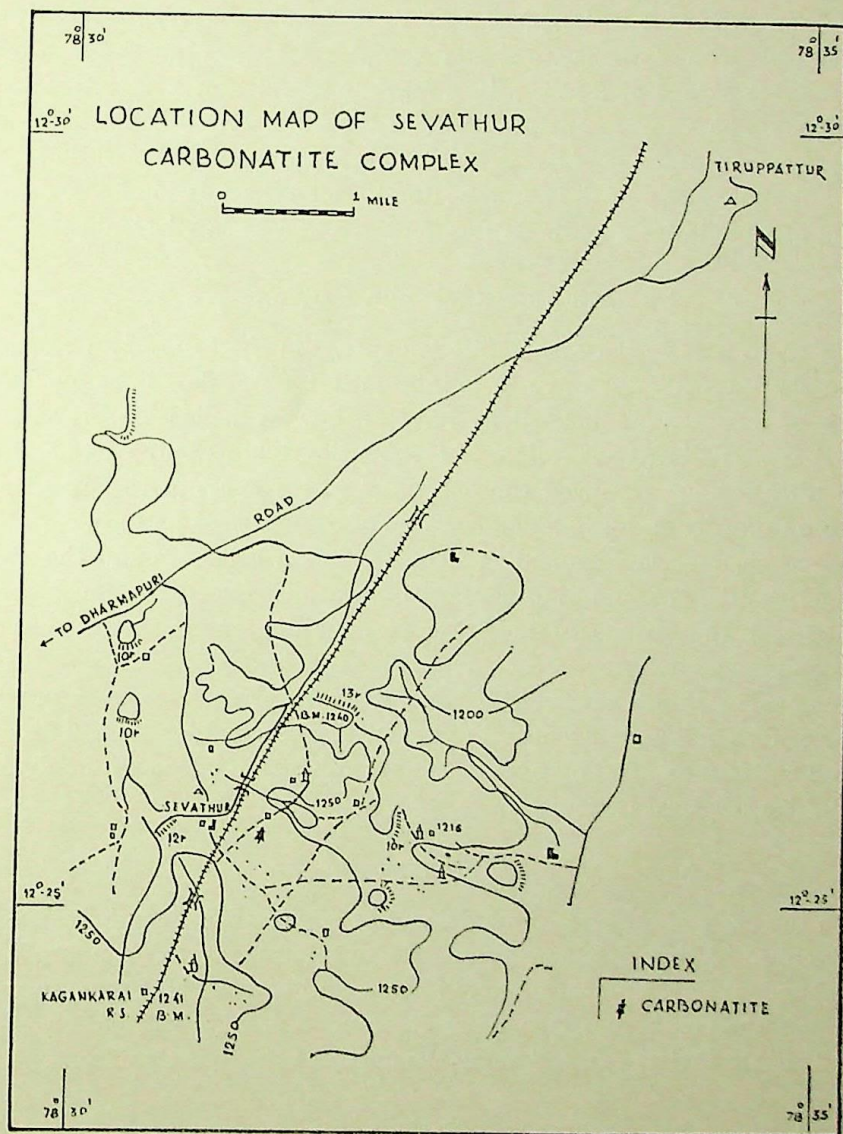 78° 30'
78° 35'
12°-30'
12°-30'
LOCATION MAP OF SEVATHUR
CARBONATITE COMPLEX
0 1 MILE
TIRUPPATTUR
N
ROAD
← TO DHARMAPURI
10r
10r
13r
B.M. 1260
1200
1250
SEVATHUR
12r
10r
1216
12°-25'
12°-25'
1250
1250
1250
KAGANKARAI
R.S.
1241
B.M.
INDEX
CARBONATITE
78° 30'
78° 35'